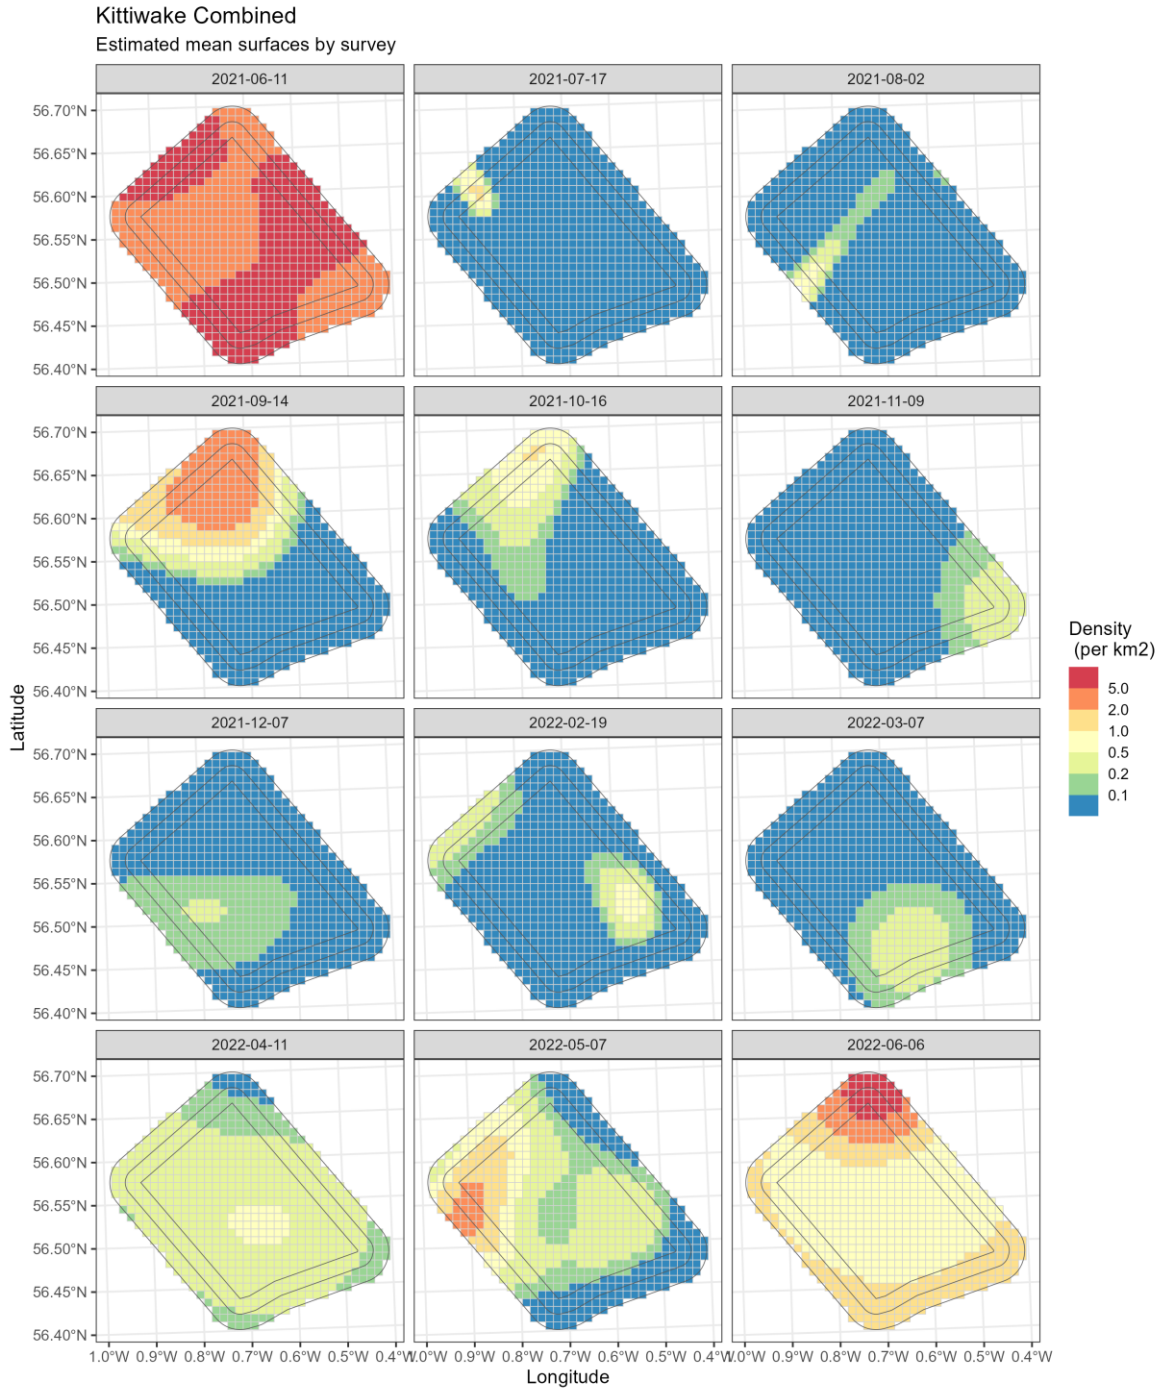 Kittiwake Combined
Estimated mean surfaces by survey
2021-06-11 2021-07-17 2021-08-02
56.70°N
56.65°N
56.60°N
56.55°N
56.50°N
56.45°N
56.40°N
2021-09-14 2021-10-16 2021-11-09
56.70°N
56.65°N
56.60°N
56.55°N
56.50°N
56.45°N
56.40°N
2021-12-07 2022-02-19 2022-03-07
56.70°N
56.65°N
56.60°N
56.55°N
56.50°N
56.45°N
56.40°N
2022-04-11 2022-05-07 2022-06-06
56.70°N
56.65°N
56.60°N
56.55°N
56.50°N
56.45°N
56.40°N
1.0°W 0.9°W 0.8°W 0.7°W 0.6°W 0.5°W 0.4°W 1.0°W 0.9°W 0.8°W 0.7°W 0.6°W 0.5°W 0.4°W 1.0°W 0.9°W 0.8°W 0.7°W 0.6°W 0.5°W 0.4°W
Longitude
Latitude
Density
(per km2)
5.0
2.0
1.0
0.5
0.2
0.1